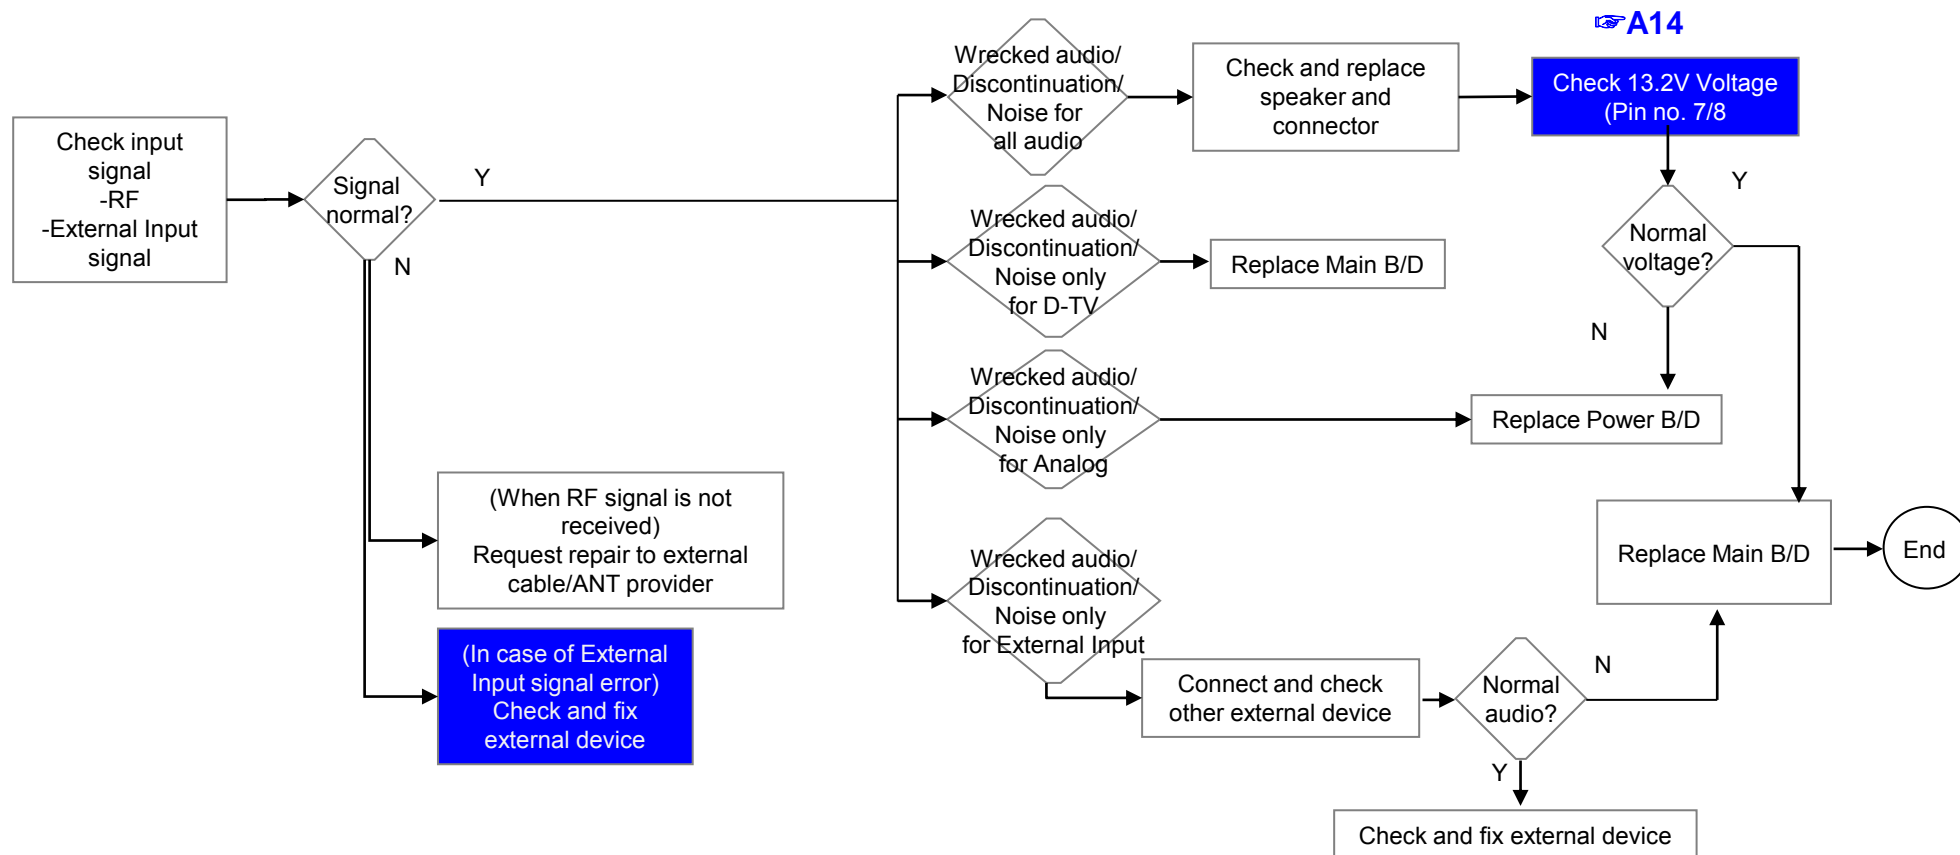 ☞A14
Check input
signal
-RF
-External Input
signal
Signal
normal?
Y
N
(When RF signal is not
received)
Request repair to external
cable/ANT provider
(In case of External
Input signal error)
Check and fix
external device
Wrecked audio/
Discontinuation/
Noise for
all audio
Check and replace
speaker and
connector
Check 13.2V Voltage
(Pin no. 7/8
Normal
voltage?
Y
N
Wrecked audio/
Discontinuation/
Noise only
for D-TV
Replace Main B/D
Wrecked audio/
Discontinuation/
Noise only
for Analog
Replace Power B/D
Wrecked audio/
Discontinuation/
Noise only
for External Input
Connect and check
other external device
Normal
audio?
N
Y
Replace Main B/D
End
Check and fix external device